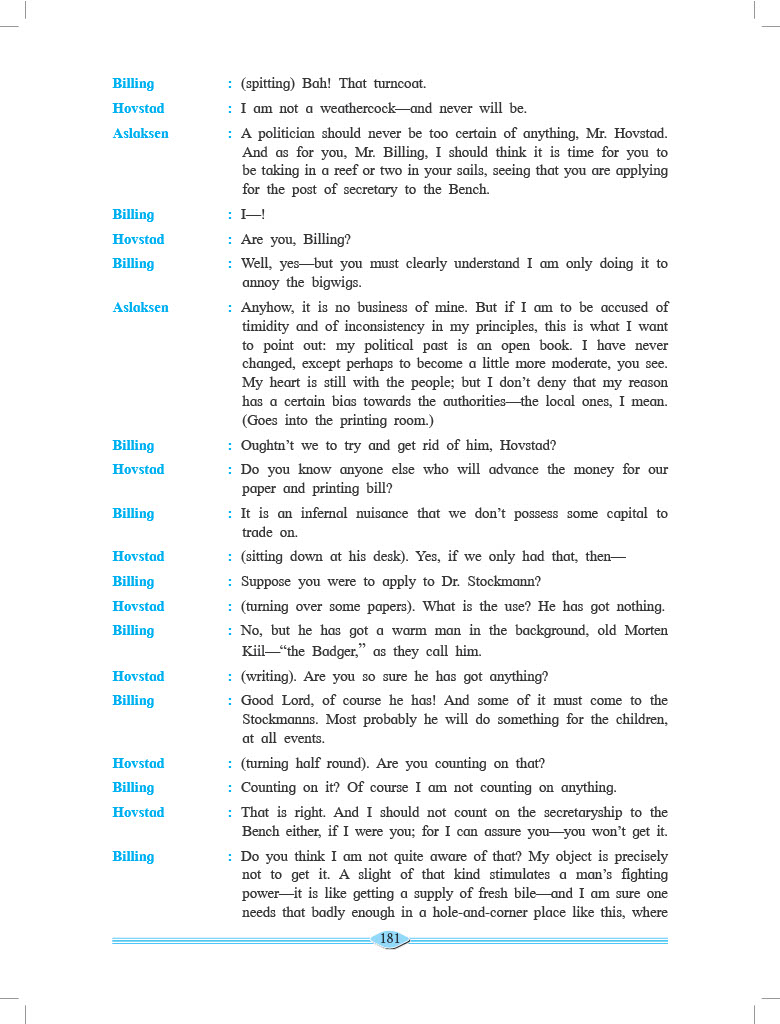 Billing : (spitting) Bah! That turncoat.
Hovstad : I am not a weathercock—and never will be.
Aslaksen : A politician should never be too certain of anything, Mr. Hovstad.
And as for you, Mr. Billing, I should think it is time for you to
be taking in a reef or two in your sails, seeing that you are applying
for the post of secretary to the Bench.
Billing : I—!
Hovstad : Are you, Billing?
Billing : Well, yes—but you must clearly understand I am only doing it to
annoy the bigwigs.
Aslaksen : Anyhow, it is no business of mine. But if I am to be accused of
timidity and of inconsistency in my principles, this is what I want
to point out: my political past is an open book. I have never
changed, except perhaps to become a little more moderate, you see.
My heart is still with the people; but I don’t deny that my reason
has a certain bias towards the authorities—the local ones, I mean.
(Goes into the printing room.)
Billing : Oughtn’t we to try and get rid of him, Hovstad?
Hovstad : Do you know anyone else who will advance the money for our
paper and printing bill?
Billing : It is an infernal nuisance that we don’t possess some capital to
trade on.
Hovstad : (sitting down at his desk). Yes, if we only had that, then—
Billing : Suppose you were to apply to Dr. Stockmann?
Hovstad : (turning over some papers). What is the use? He has got nothing.
Billing : No, but he has got a warm man in the background, old Morten
Kiil—“the Badger,” as they call him.
Hovstad : (writing). Are you so sure he has got anything?
Billing : Good Lord, of course he has! And some of it must come to the
Stockmanns. Most probably he will do something for the children,
at all events.
Hovstad : (turning half round). Are you counting on that?
Billing : Counting on it? Of course I am not counting on anything.
Hovstad : That is right. And I should not count on the secretaryship to the
Bench either, if I were you; for I can assure you—you won’t get it.
Billing : Do you think I am not quite aware of that? My object is precisely
not to get it. A slight of that kind stimulates a man’s fighting
power—it is like getting a supply of fresh bile—and I am sure one
needs that badly enough in a hole-and-corner place like this, where
181